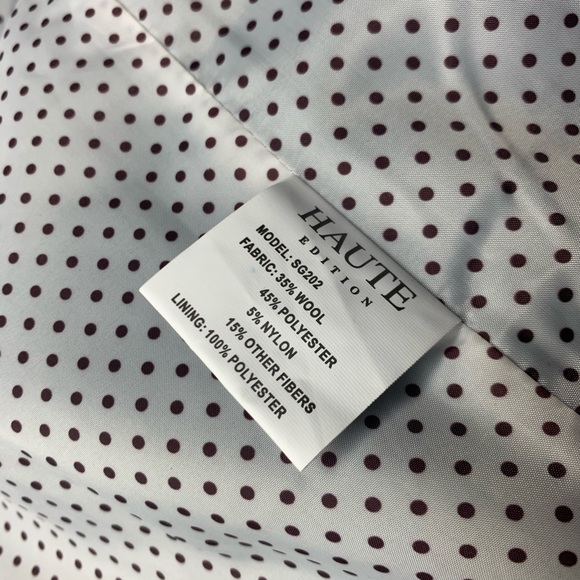 HAUTE
EDITION
MODEL: SG202
FABRIC: 35% WOOL
45% POLYESTER
5% NYLON
15% OTHER FIBERS
LINING: 100% POLYESTER